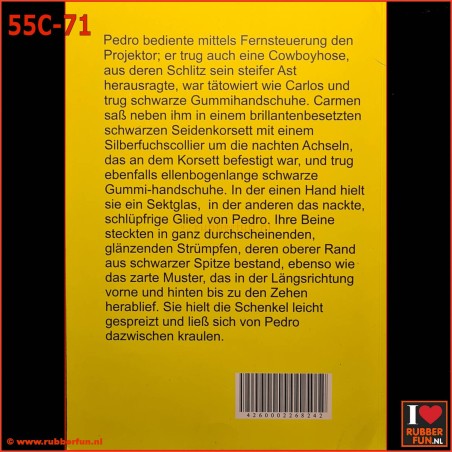 55C-71
Pedro bediente mittels Fernsteuerung den
Projektor; er trug auch eine Cowboyhose,
aus deren Schlitz sein steifer Ast
herausragte, war tätowiert wie Carlos und
trug schwarze Gummihandschuhe. Carmen
saß neben ihm in einem brillantenbesetzten
schwarzen Seidenkorsett mit einem
Silberfuchscollier um die nachten Achseln,
das an dem Korsett befestigt war, und trug
ebenfalls ellenbogenlange schwarze
Gummi-handschuhe. In der einen Hand hielt
sie ein Sektglas, in der anderen das nackte,
schlüpfrige Glied von Pedro. Ihre Beine
steckten in ganz durchscheinenden,
glänzenden Strümpfen, deren oberer Rand
aus schwarzer Spitze bestand, ebenso wie
das zarte Muster, das in der Längsrichtung
vorne und hinten bis zu den Zehen
herablief. Sie hielt die Schenkel leicht
gespreizt und ließ sich von Pedro
dazwischen kraulen.
4260002268242
© www.rubberfun.nl
I
RUBBER
FUN.NL